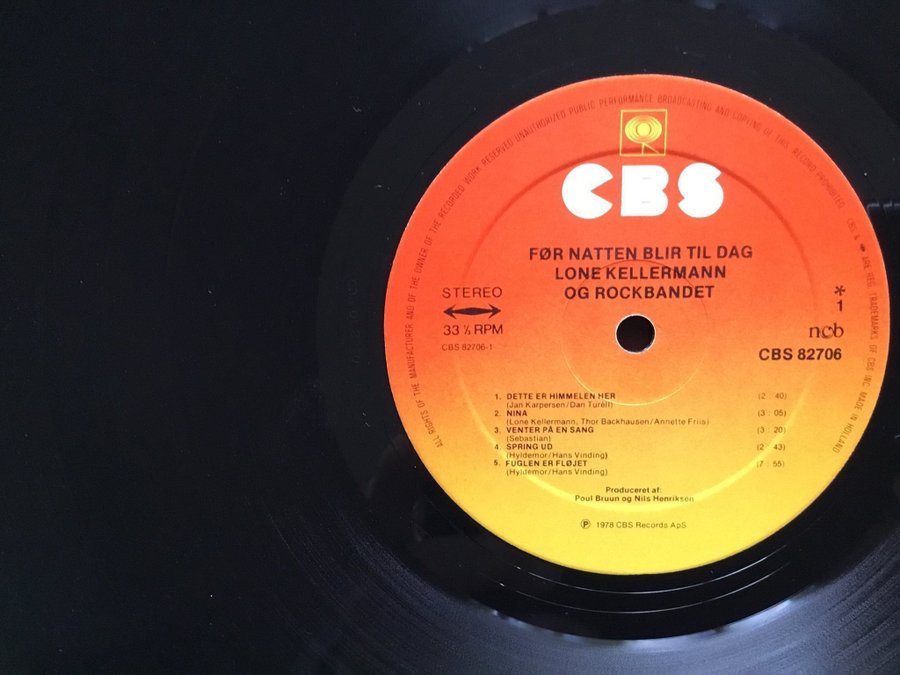 ALL RIGHTS OF THE MANUFACTURER AND OF THE OWNER OF THE RECORDED WORK RESERVED UNAUTHORIZED PUBLIC PERFORMANCE BROADCASTING AND COPYING OF THIS RECORD PROHIBITED CBS & ARE REG. TRADEMARKS OF CBS INC. MADE IN HOLLAND
CBS
FØR NATTEN BLIR TIL DAG
LONE KELLERMANN
OG ROCKBANDET
STEREO
33 ⅓ RPM
CBS 82706-1
*
1
ncb
CBS 82706
1. DETTE ER HIMMELEN HER (2 : 40)
(Jan Karpersen/Dan Turèll)
2. NINA (3 : 05)
(Lone Kellermann, Thor Backhausen/Annette Friis)
3. VENTER PÅ EN SANG (3 : 20)
(Sebastian)
4. SPRING UD (2 : 43)
(Hyldemor/Hans Vinding)
5. FUGLEN ER FLØJET (7 : 55)
(Hyldemor/Hans Vinding)
Produceret af:
Poul Bruun og Nils Henriksen
Ⓟ 1978 CBS Records ApS